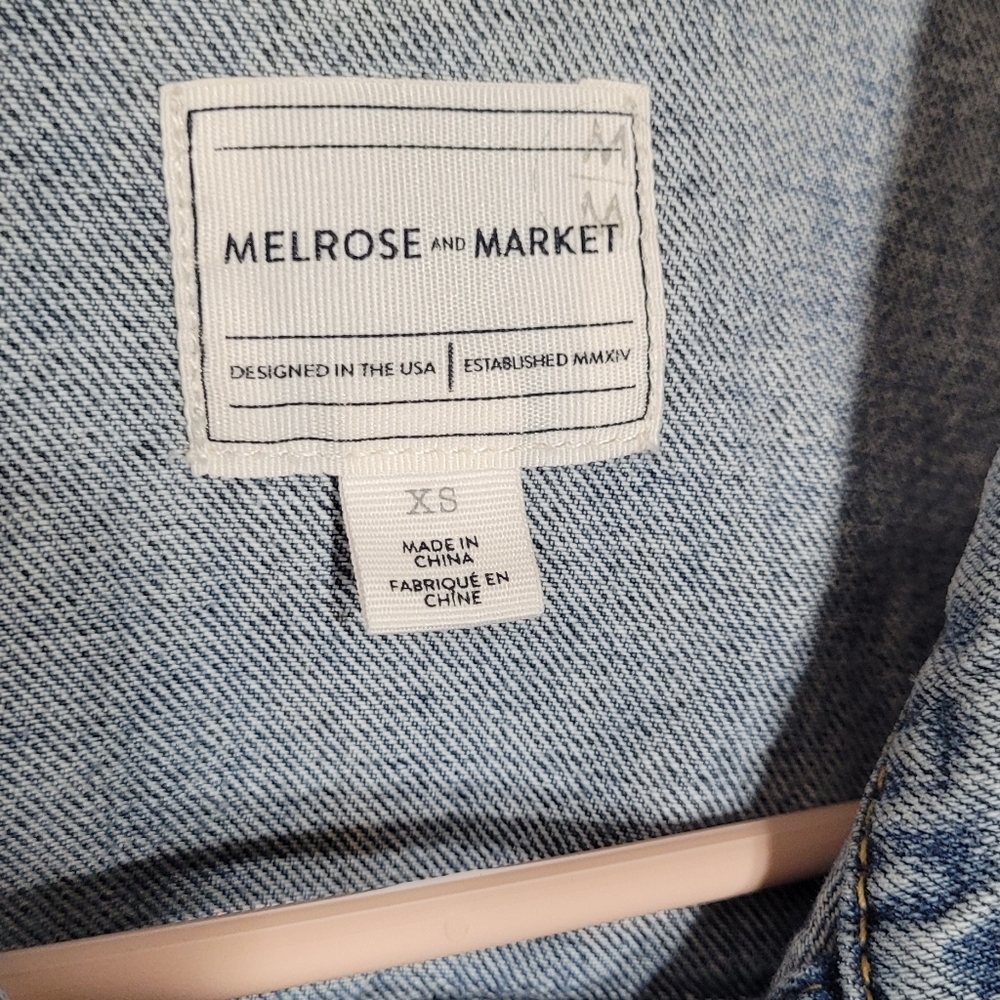 M
M
MELROSE AND MARKET
DESIGNED IN THE USA | ESTABLISHED MMXIV
XS
MADE IN
CHINA
FABRIQUÉ EN
CHINE